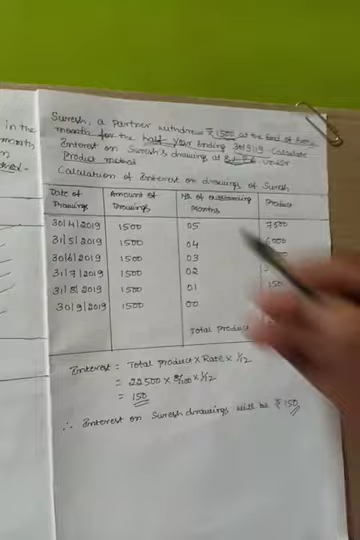 in the
month
Suresh, a Partner withdrew ₹1500 at the end of
month for the half year ending 30|9|19 Calculate
Interest on Suresh's drawings at under
Product method
Calculation of Interest on drawings of Suresh
Date of Drawings Amount of Drawings No. of outstanding Months Product
30|4|2019 1500 05 7500
31|5|2019 1500 04
30|6|2019 1500 03
31|7|2019 1500 02
31|8|2019 1500 01
30|9|2019 1500 00
Total Product
Interest = Total product × Rate × 1/12
= 22500 × 8/100 × 1/12
= 150
∴ Interest on Suresh drawings will be ₹ 150